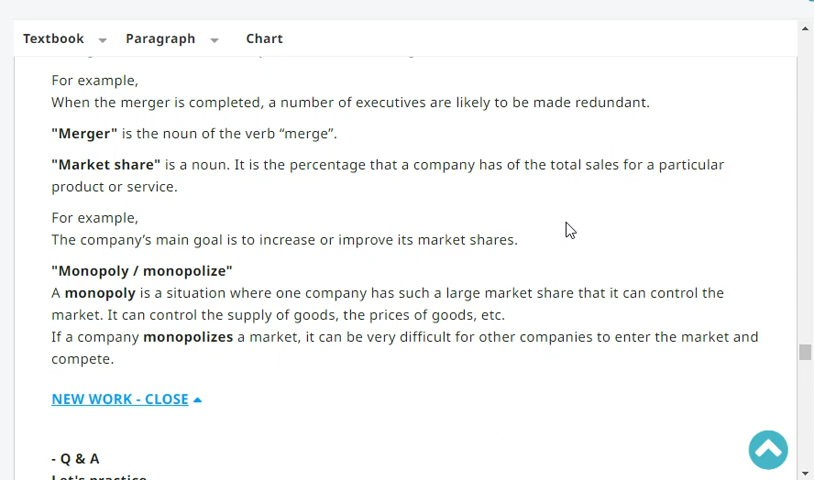 Textbook Paragraph Chart
For example,
When the merger is completed, a number of executives are likely to be made redundant.
"Merger" is the noun of the verb “merge”.
"Market share" is a noun. It is the percentage that a company has of the total sales for a particular
product or service.
For example,
The company’s main goal is to increase or improve its market shares.
"Monopoly / monopolize"
A monopoly is a situation where one company has such a large market share that it can control the
market. It can control the supply of goods, the prices of goods, etc.
If a company monopolizes a market, it can be very difficult for other companies to enter the market and
compete.
NEW WORK - CLOSE
- Q & A
Let's practice